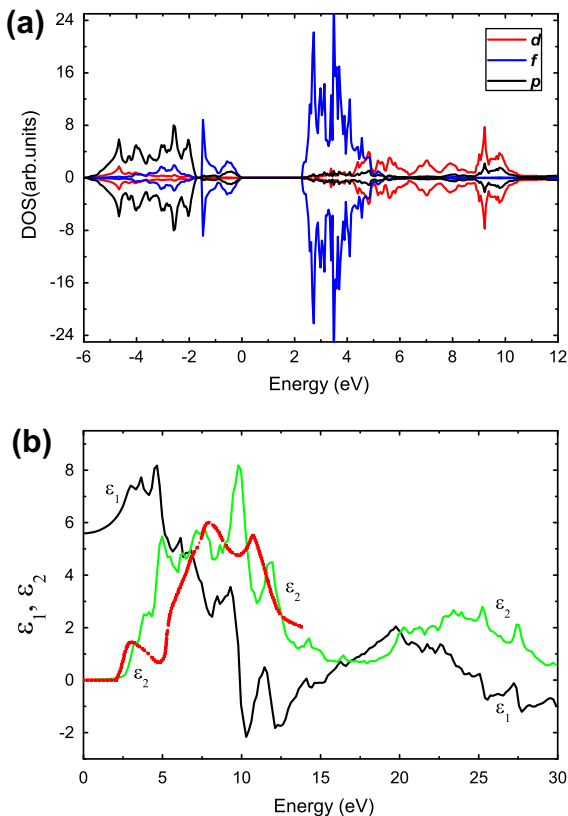 (a)
24
16
8
0
-8
-16
-24
DOS(arb.units)
d
f
p
-6 -4 -2 0 2 4 6 8 10 12
Energy (eV)
(b)
8
6
4
2
0
-2
ε₁, ε₂
ε₁
ε₂
ε₂
ε₂
ε₁
0 5 10 15 20 25 30
Energy (eV)